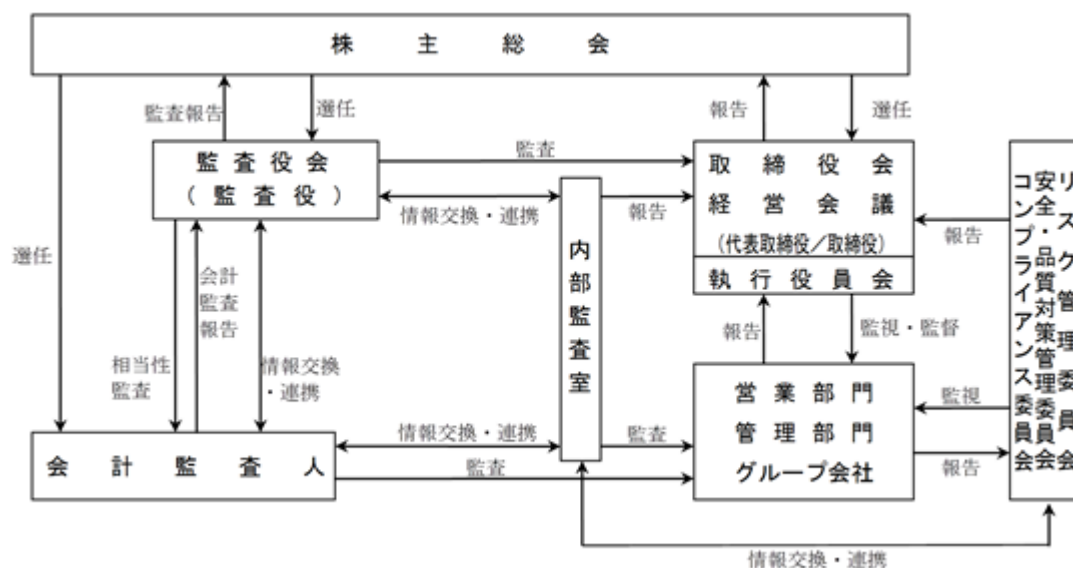 株主総会
監査報告
選任
報告
選任
監査役会
(監査役)
監査
取締役会
経営会議
(代表取締役／取締役)
執行役員会
情報交換・連携
報告
内部監査室
報告
リスク管理委員会
安全・品質対策管理委員会
コンプライアンス委員会
選任
会計
監査
報告
相当性
監査
情報交換
・連携
報告
監視・監督
営業部門
管理部門
グループ会社
監視
報告
情報交換・連携
監査
会計監査人
監査
情報交換・連携